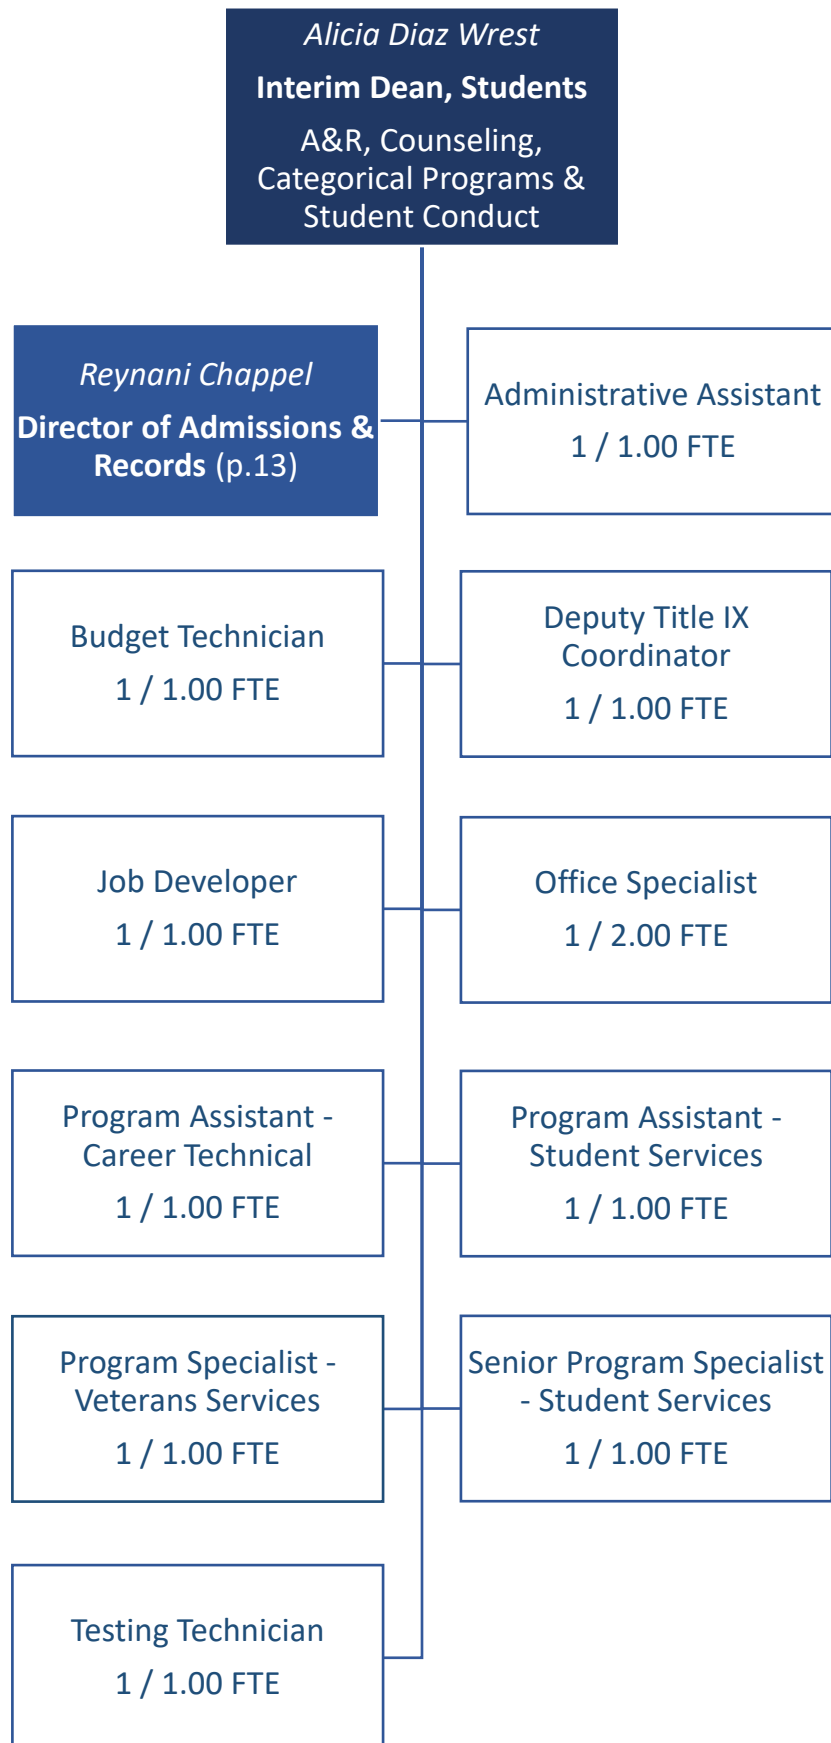 Alicia Diaz Wrest
Interim Dean, Students
A&R, Counseling,
Categorical Programs &
Student Conduct
Reynani Chappel
Director of Admissions &
Records (p.13)
Administrative Assistant
1 / 1.00 FTE
Budget Technician
1 / 1.00 FTE
Deputy Title IX
Coordinator
1 / 1.00 FTE
Job Developer
1 / 1.00 FTE
Office Specialist
1 / 2.00 FTE
Program Assistant -
Career Technical
1 / 1.00 FTE
Program Assistant -
Student Services
1 / 1.00 FTE
Program Specialist -
Veterans Services
1 / 1.00 FTE
Senior Program Specialist
- Student Services
1 / 1.00 FTE
Testing Technician
1 / 1.00 FTE